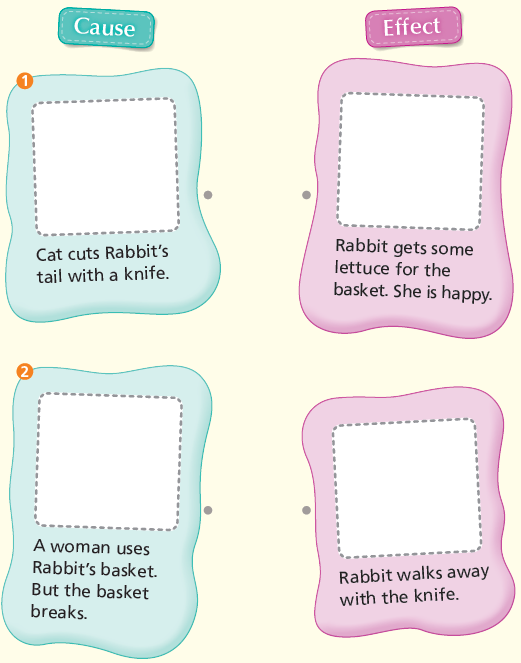 Cause
Effect
1
Cat cuts Rabbit's
tail with a knife.
Rabbit gets some
lettuce for the
basket. She is happy.
2
A woman uses
Rabbit's basket.
But the basket
breaks.
Rabbit walks away
with the knife.